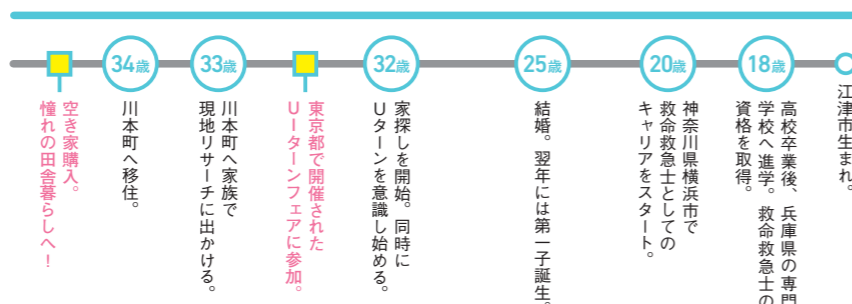 江津市生まれ。
18歳
高校卒業後、兵庫県の専門
学校へ進学。救命救急士の
資格を取得。
20歳
神奈川県横浜市で
救命救急士としての
キャリアをスタート。
25歳
結婚。翌年には第一子誕生。
32歳
家探しを開始。同時に
Uターンを意識し始める。
東京都で開催された
Uーターンフェアに参加。
33歳
川本町へ家族で
現地リサーチに出かける。
34歳
川本町へ移住。
空き家購入。
憧れの田舎暮らしへ!